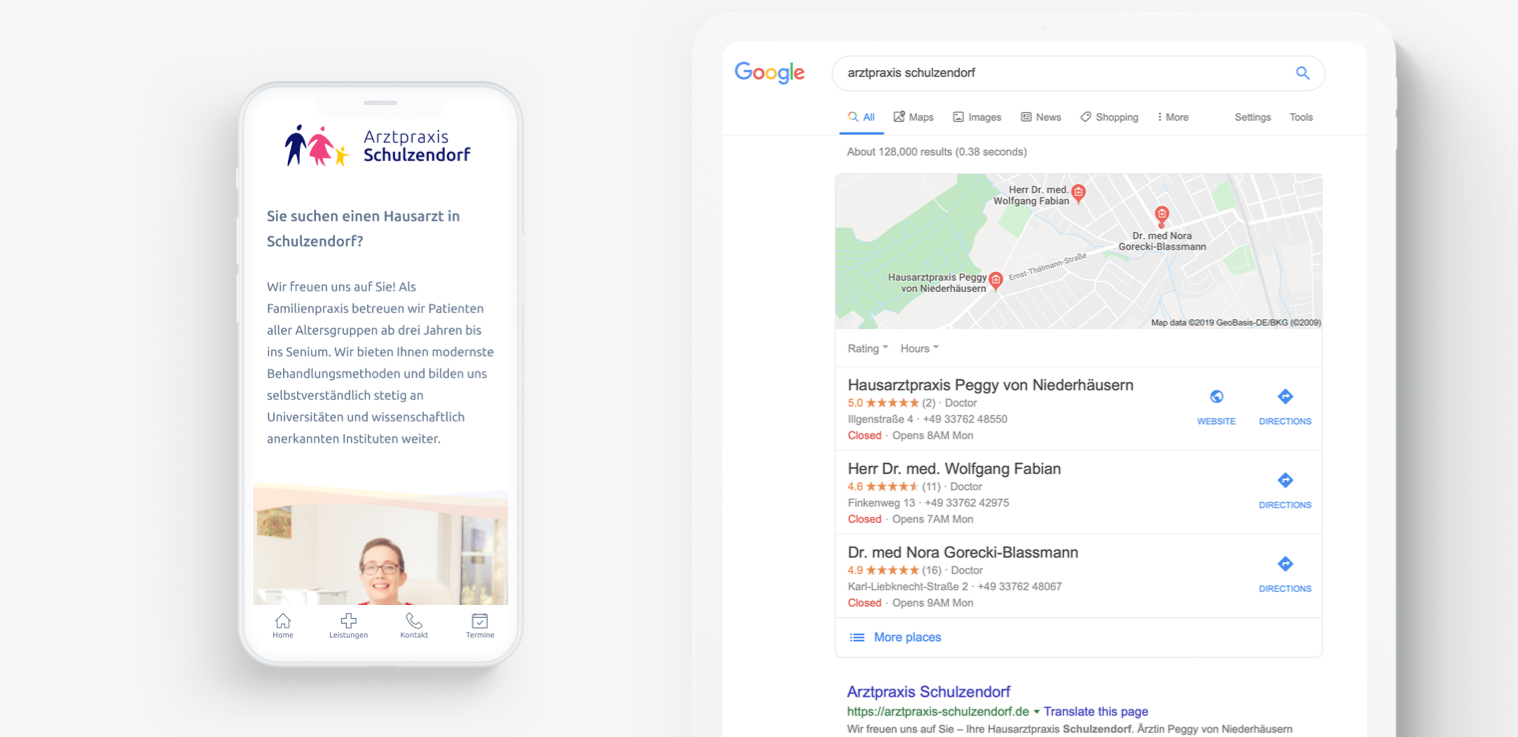 Arztpraxis
Schulzendorf
Sie suchen einen Hausarzt in
Schulzendorf?
Wir freuen uns auf Sie! Als
Familienpraxis betreuen wir Patienten
aller Altersgruppen ab drei Jahren bis
ins Senium. Wir bieten Ihnen modernste
Behandlungsmethoden und bilden uns
selbstverständlich stetig an
Universitäten und wissenschaftlich
anerkannten Instituten weiter.
Home Leistungen Kontakt Termine
Google
arztpraxis schulzendorf
All Maps Images News Shopping More Settings Tools
About 128,000 results (0.38 seconds)
Herr Dr. med.
Wolfgang Fabian
Dr. med Nora
Gorecki-Blassmann
Ernst-Thälmann-Straße
Hausarztpraxis Peggy
von Niederhäusern
Map data ©2019 GeoBasis-DE/BKG (©2009)
Rating Hours
Hausarztpraxis Peggy von Niederhäusern
5.0 ★★★★★ (2) · Doctor
Illgenstraße 4 · +49 33762 48550
Closed · Opens 8AM Mon
WEBSITE DIRECTIONS
Herr Dr. med. Wolfgang Fabian
4.6 (11) · Doctor
Finkenweg 13 · +49 33762 42975
Closed · Opens 7AM Mon
DIRECTIONS
Dr. med Nora Gorecki-Blassmann
4.9 ★★★★★ (16) · Doctor
Karl-Liebknecht-Straße 2 · +49 33762 48067
Closed · Opens 9AM Mon
DIRECTIONS
More places
Arztpraxis Schulzendorf
https://arztpraxis-schulzendorf.de Translate this page
Wir freuen uns auf Sie – Ihre Hausarztpraxis Schulzendorf. Ärztin Peggy von Niederhäusern